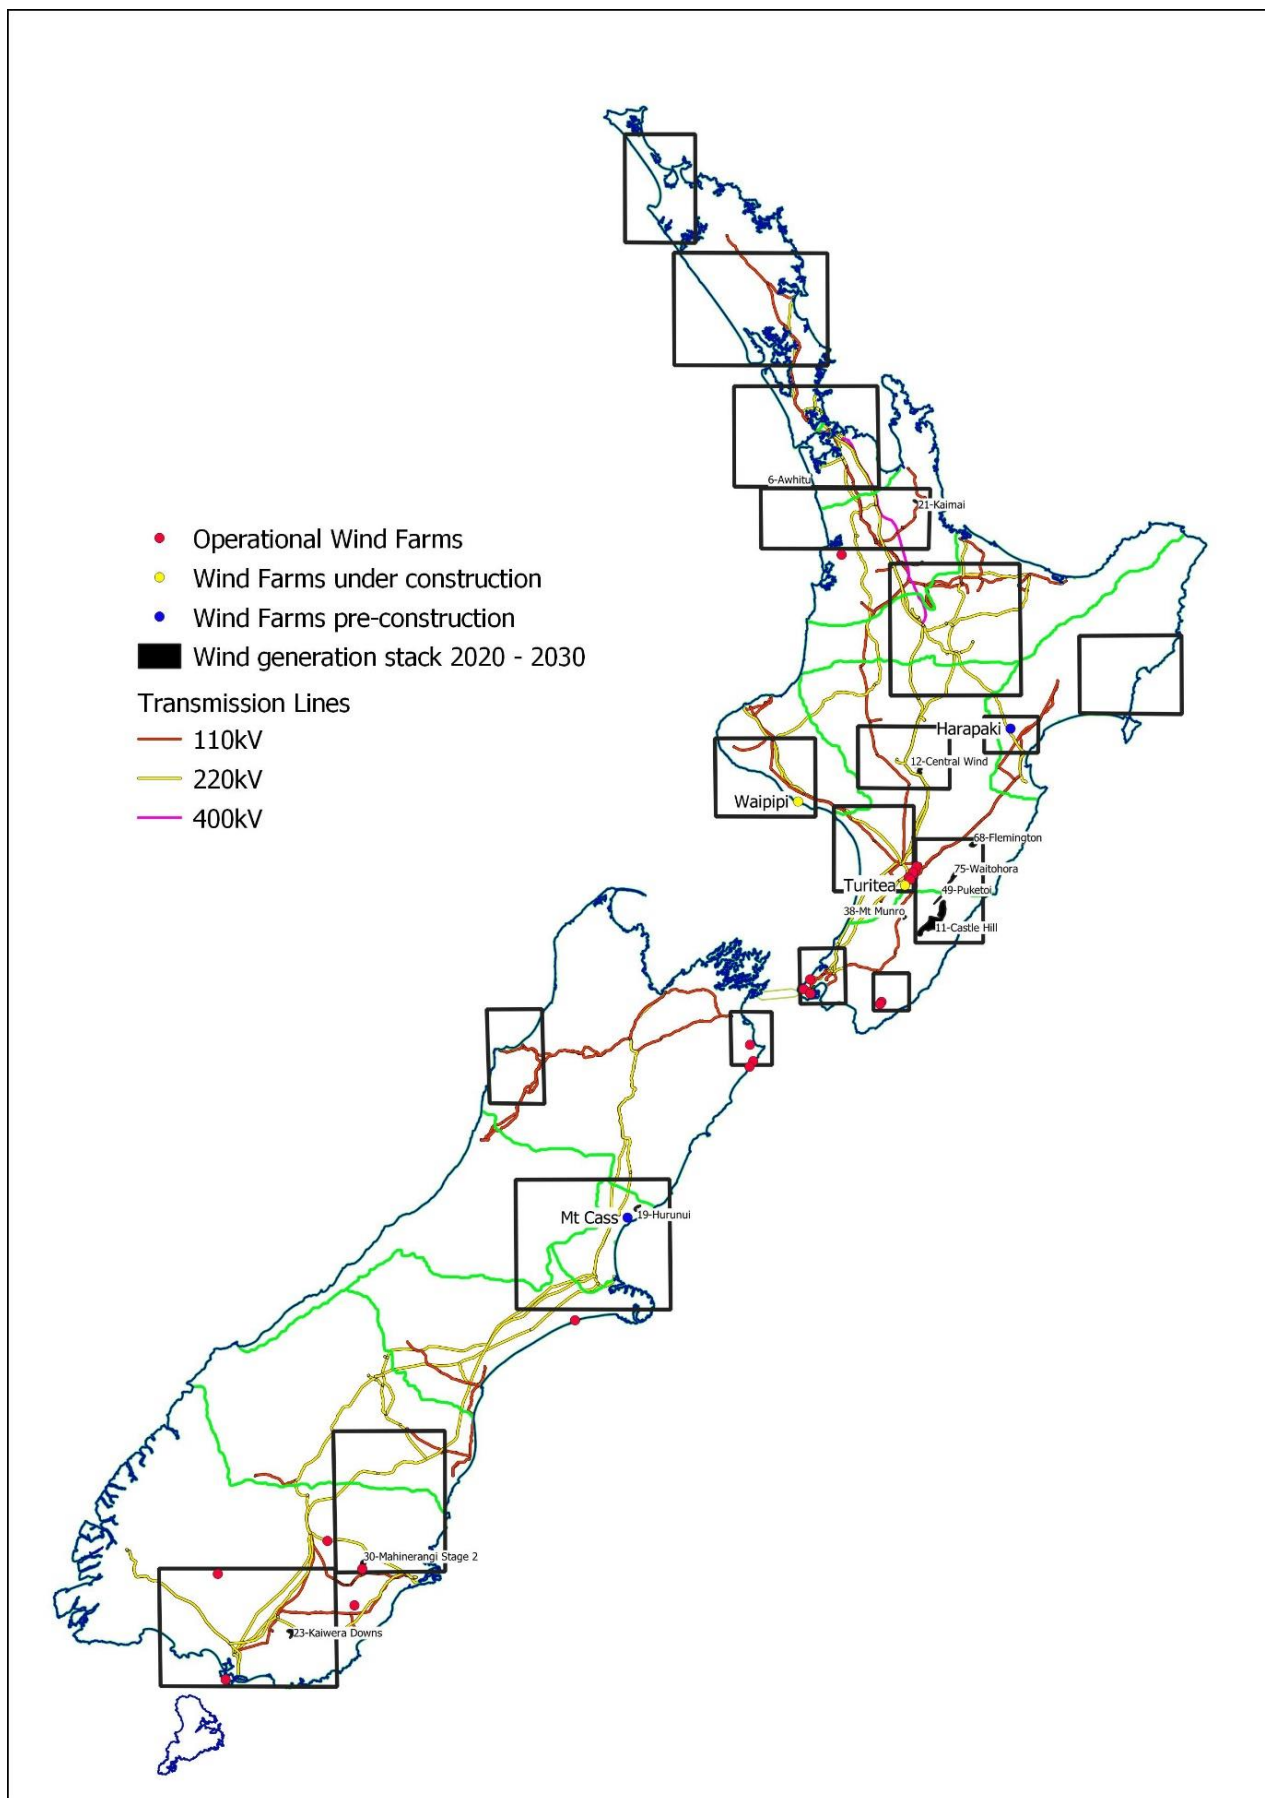 6-Awhitu
21-Kaimai
Operational Wind Farms
Wind Farms under construction
Wind Farms pre-construction
Wind generation stack 2020 - 2030
Transmission Lines
110kV
220kV
400kV
Harapaki
12-Central Wind
Waipipi
68-Flemington
75-Waitohora
Turitea
49-Puketoi
38-Mt Munro
11-Castle Hill
Mt Cass
19-Hurunui
30-Mahinerangi Stage 2
23-Kaiwera Downs